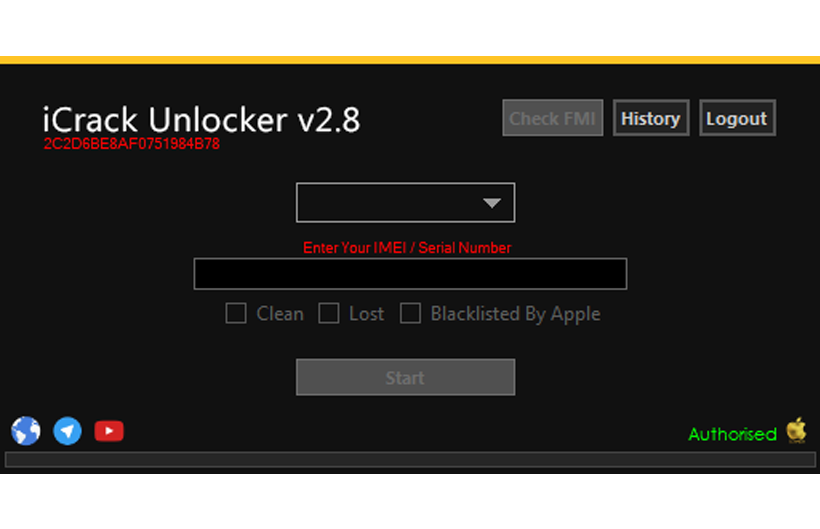 iCrack Unlocker v2.8
Check FMI
History
Logout
2C2D6BE8AF0751984B78
Enter Your IMEI / Serial Number
Clean
Lost
Blacklisted By Apple
Start
Authorised